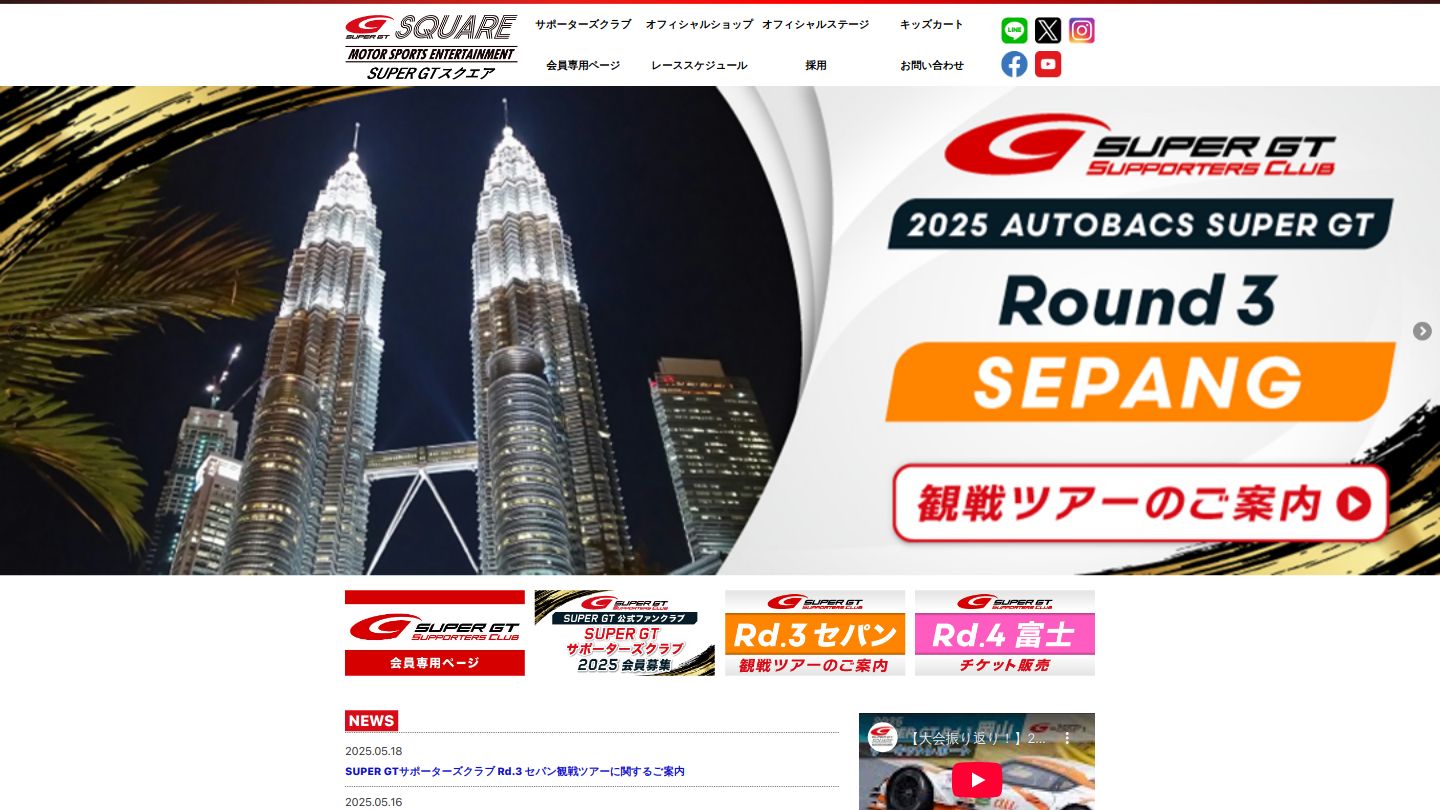 SUPER GT SQUARE
MOTOR SPORTS ENTERTAINMENT
SUPER GTスクエア
サポーターズクラブ
オフィシャルショップ
オフィシャルステージ
キッズカート
会員専用ページ
レーススケジュール
採用
お問い合わせ
LINE
SUPER GT
SUPPORTERS CLUB
2025 AUTOBACS SUPER GT
Round 3
SEPANG
観戦ツアーのご案内
SUPER GT
SUPPORTERS CLUB
会員専用ページ
SUPER GT
SUPPORTERS CLUB
SUPER GT 公式ファンクラブ
SUPER GT
サポーターズクラブ
2025 会員募集
SUPER GT
SUPPORTERS CLUB
Rd.3 セパン
観戦ツアーのご案内
SUPER GT
SUPPORTERS CLUB
Rd.4 富士
チケット販売
NEWS
2025.05.18
SUPER GTサポーターズクラブ Rd.3 セパン観戦ツアーに関するご案内
2025.05.16
【大会振り返り！】2...
au